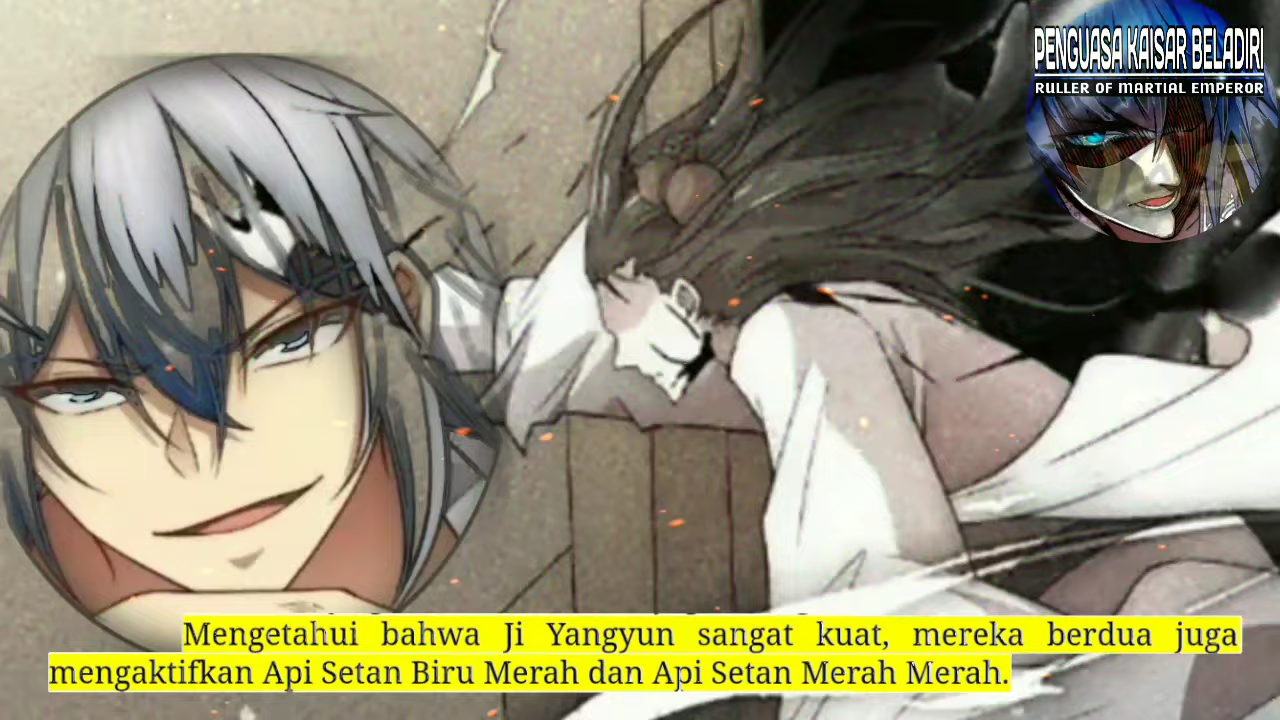 PENGUASA KAISAR BELADIRI
RULLER OF MARTIAL EMPEROR
Mengetahui bahwa Ji Yangyun sangat kuat, mereka berdua juga
mengaktifkan Api Setan Biru Merah dan Api Setan Merah Merah.